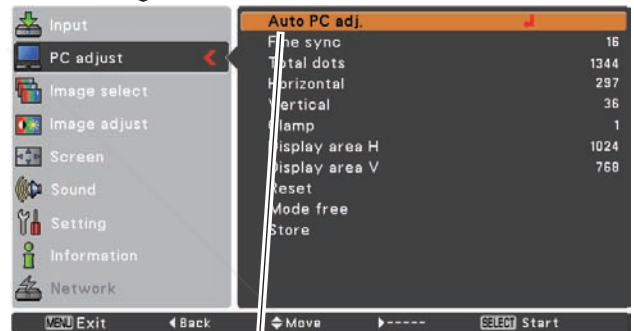 Input
PC adjust
Image select
Image adjust
Screen
Sound
Setting
Information
Network
Auto PC adj.
Fine sync 16
Total dots 1344
Horizontal 297
Vertical 36
Clamp 1
Display area H 1024
Display area V 768
Reset
Mode free
Store
MENU Exit
Back
Move
-----
SELECT Start